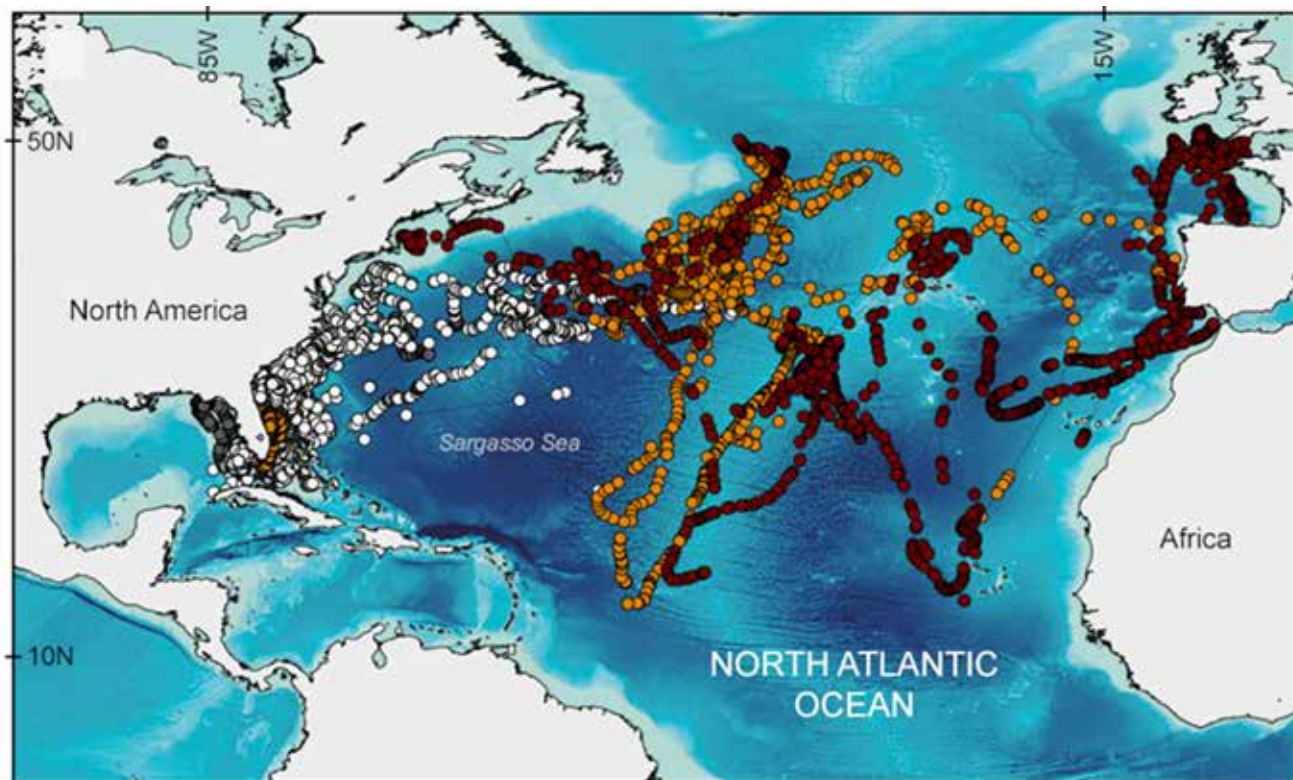 85W
15W
50N
North America
Sargasso Sea
Africa
10N
NORTH ATLANTIC
OCEAN